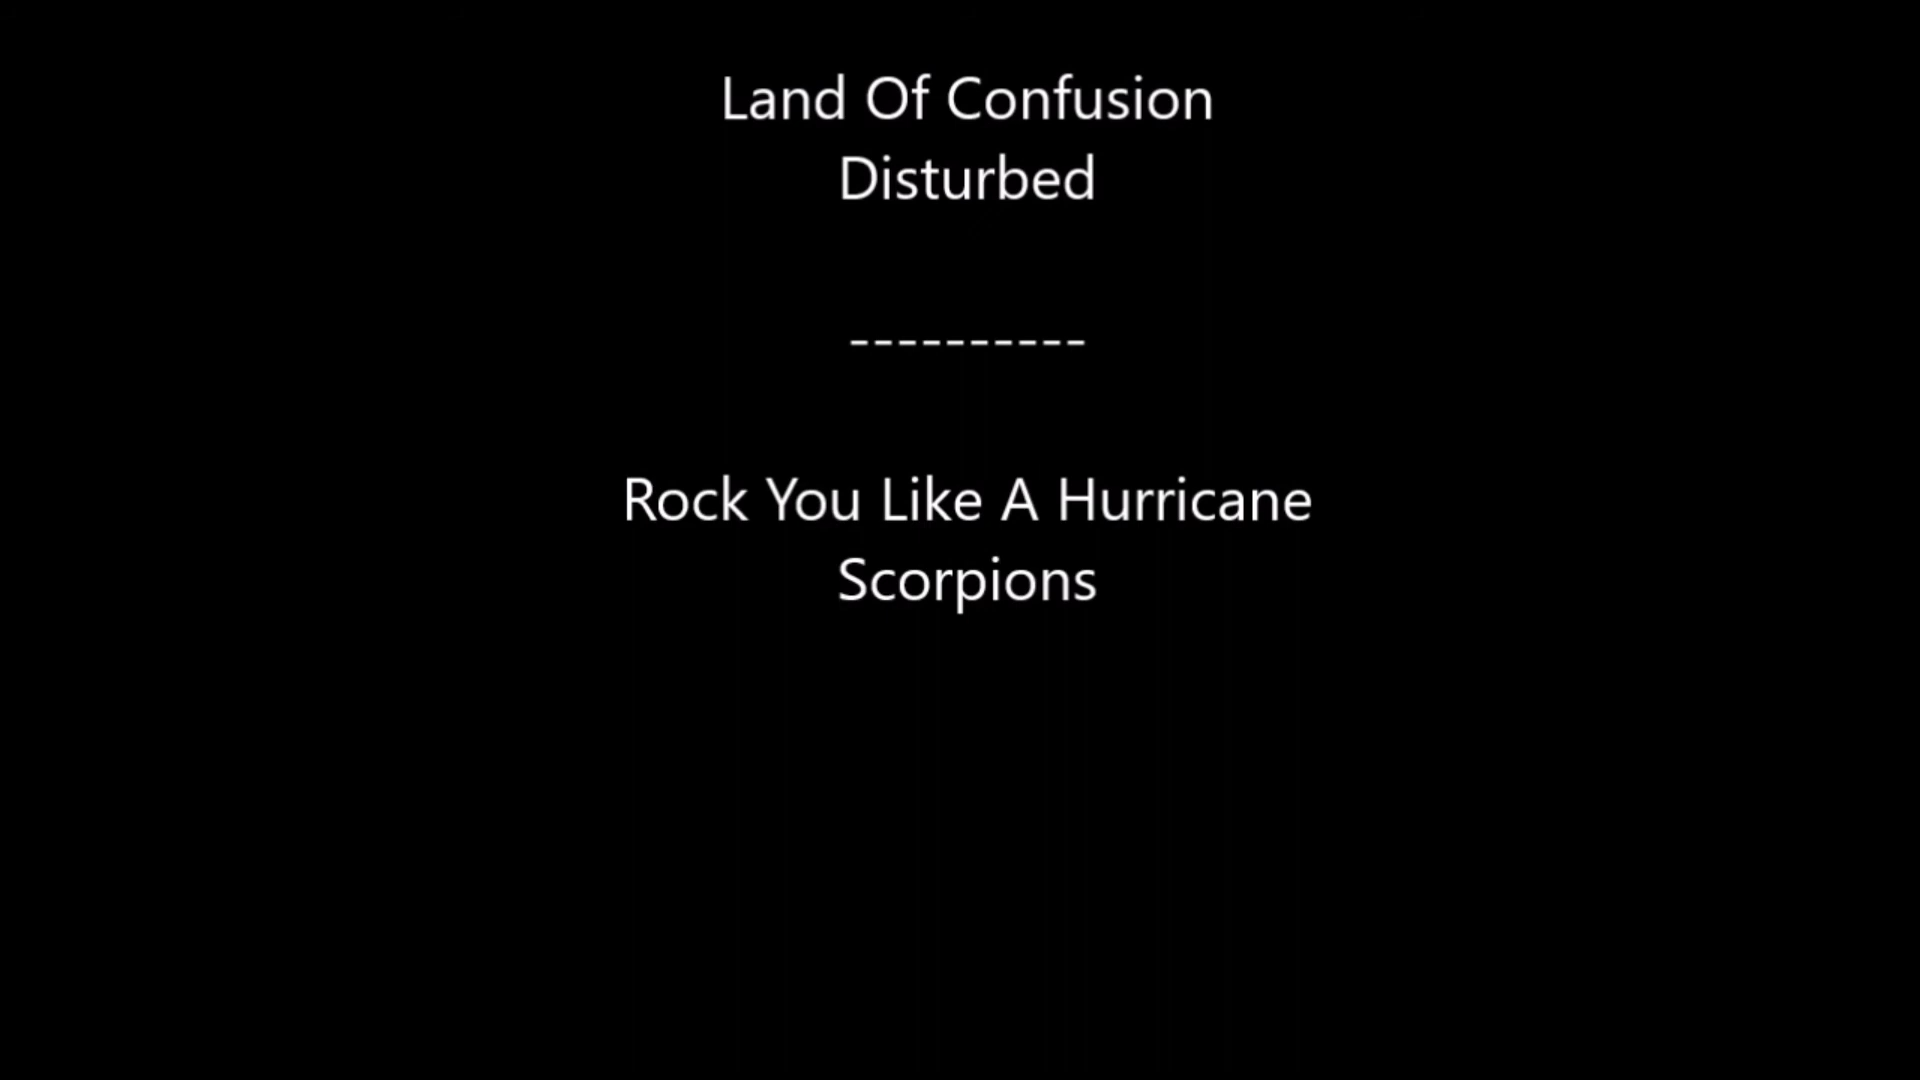 Land Of Confusion
Disturbed
----------
Rock You Like A Hurricane
Scorpions